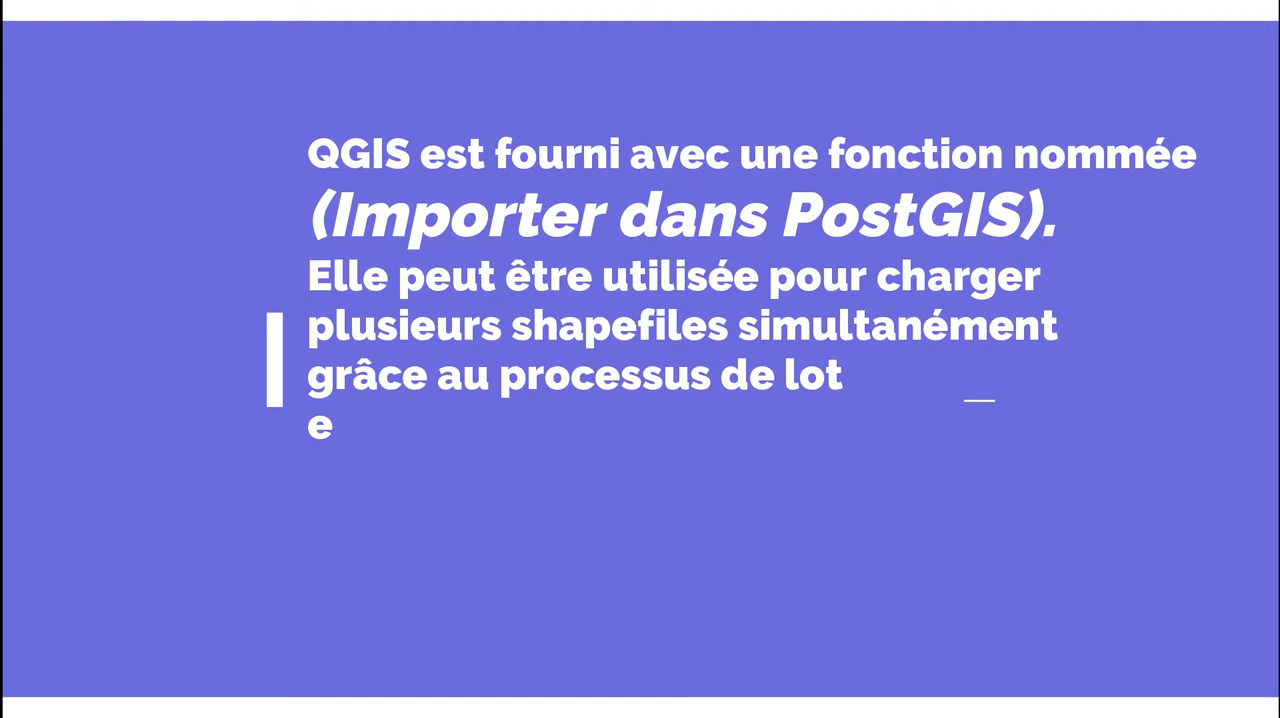 QGIS est fourni avec une fonction nommée
(Importer dans PostGIS).
Elle peut être utilisée pour charger
plusieurs shapefiles simultanément
grâce au processus de lot
e